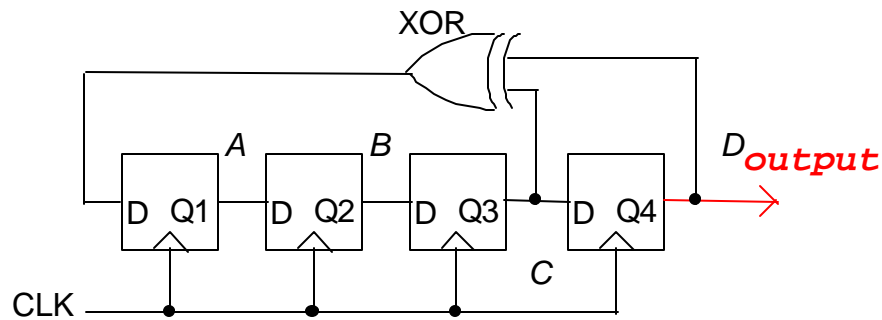 XOR
A
B
D output
D Q1
D Q2
D Q3
D Q4
C
CLK